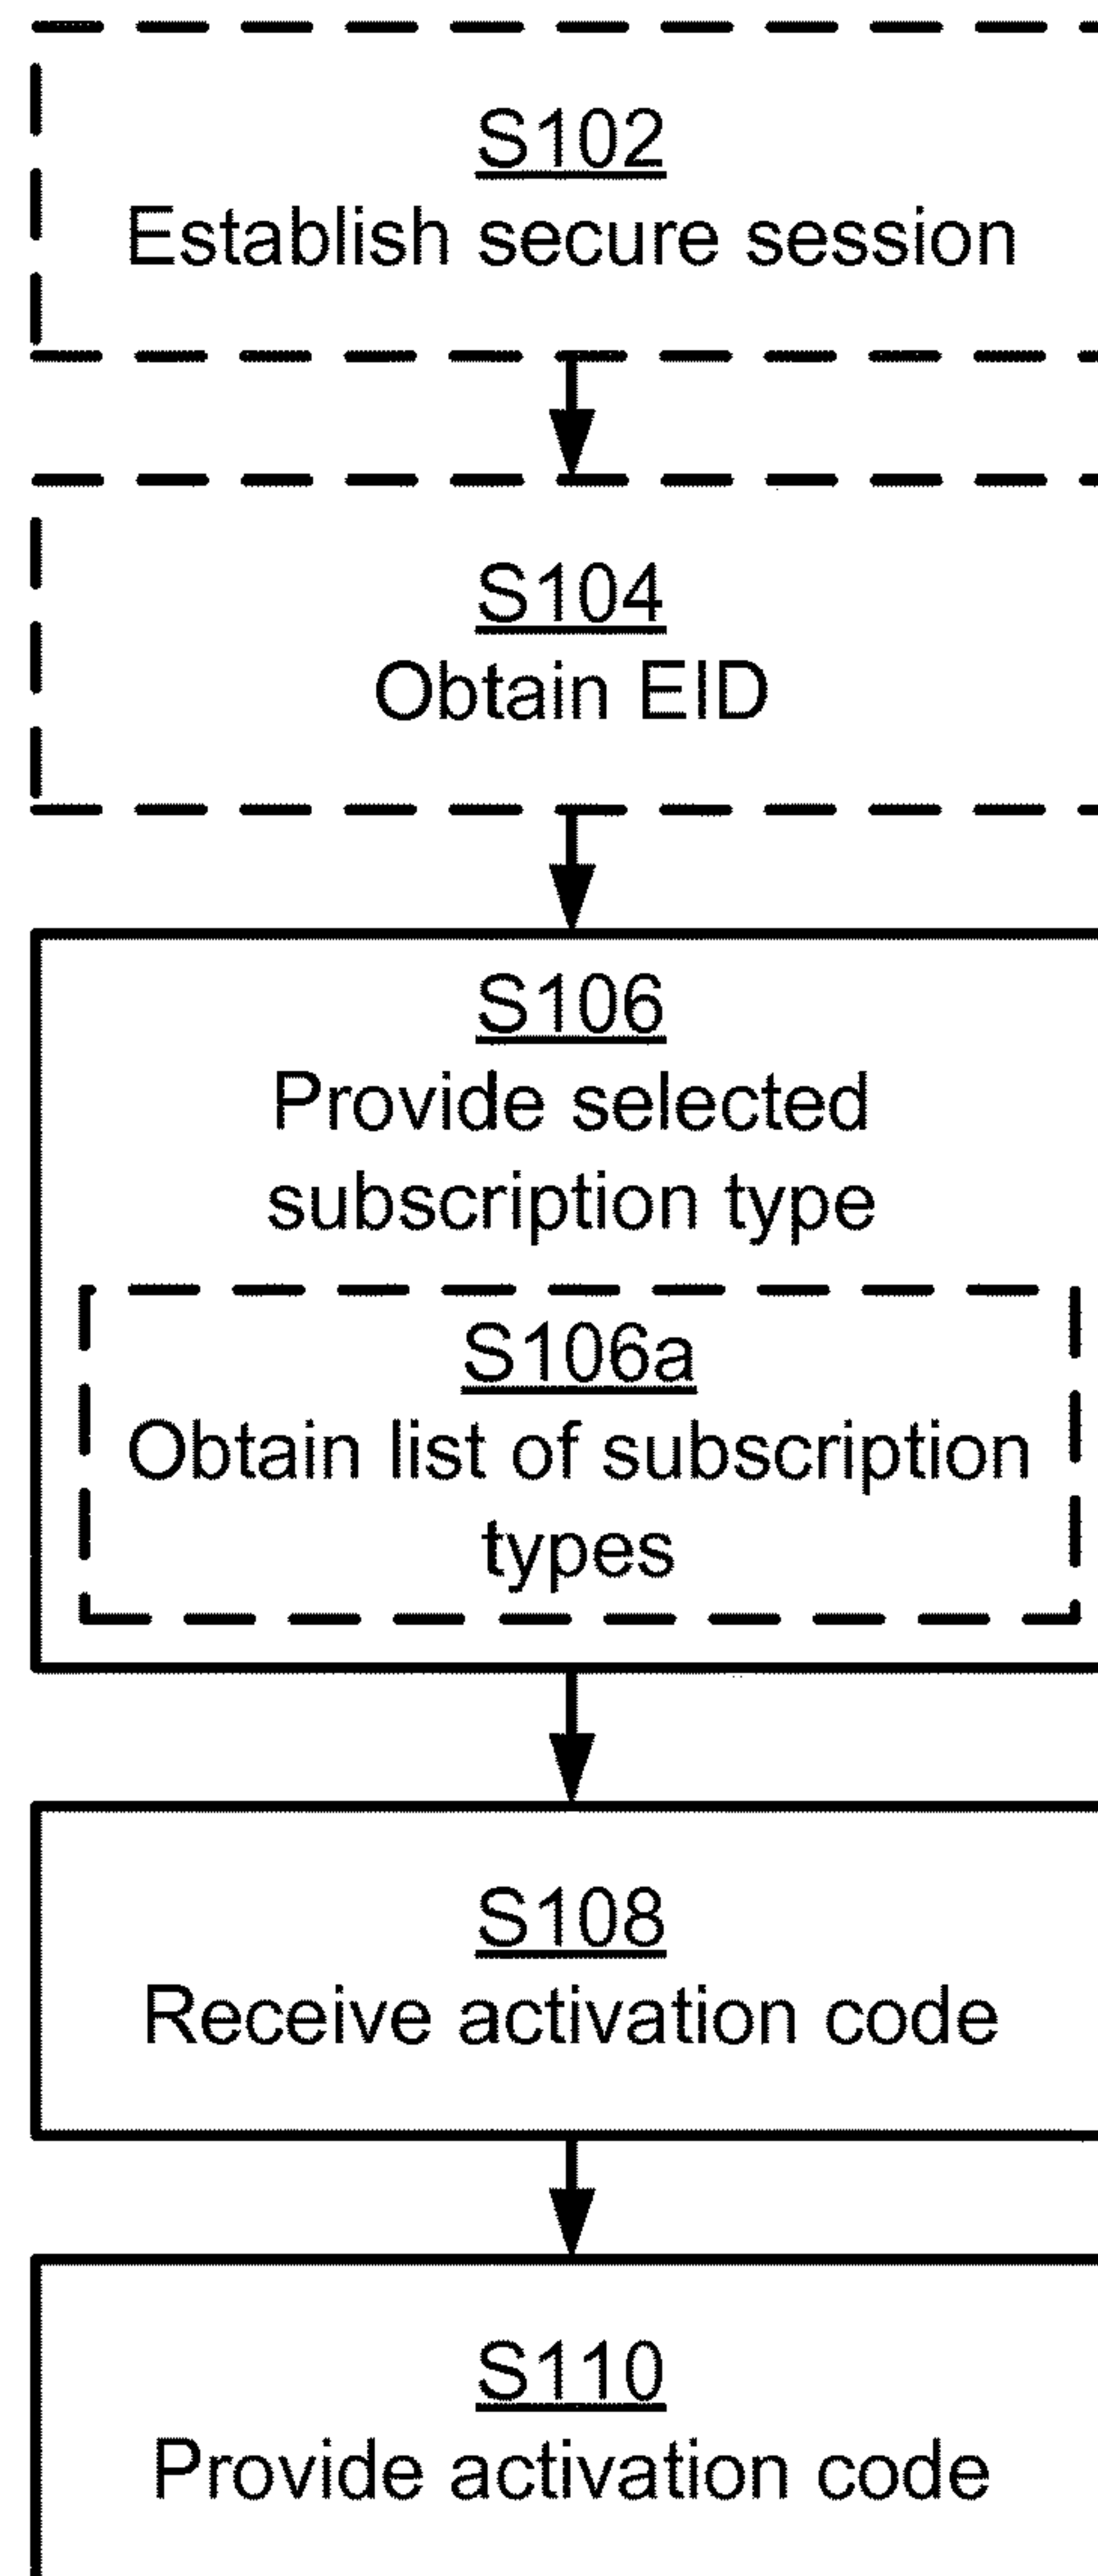 S102
Establish secure session
S104
Obtain EID
S106
Provide selected
subscription type
S106a
Obtain list of subscription
types
S108
Receive activation code
S110
Provide activation code